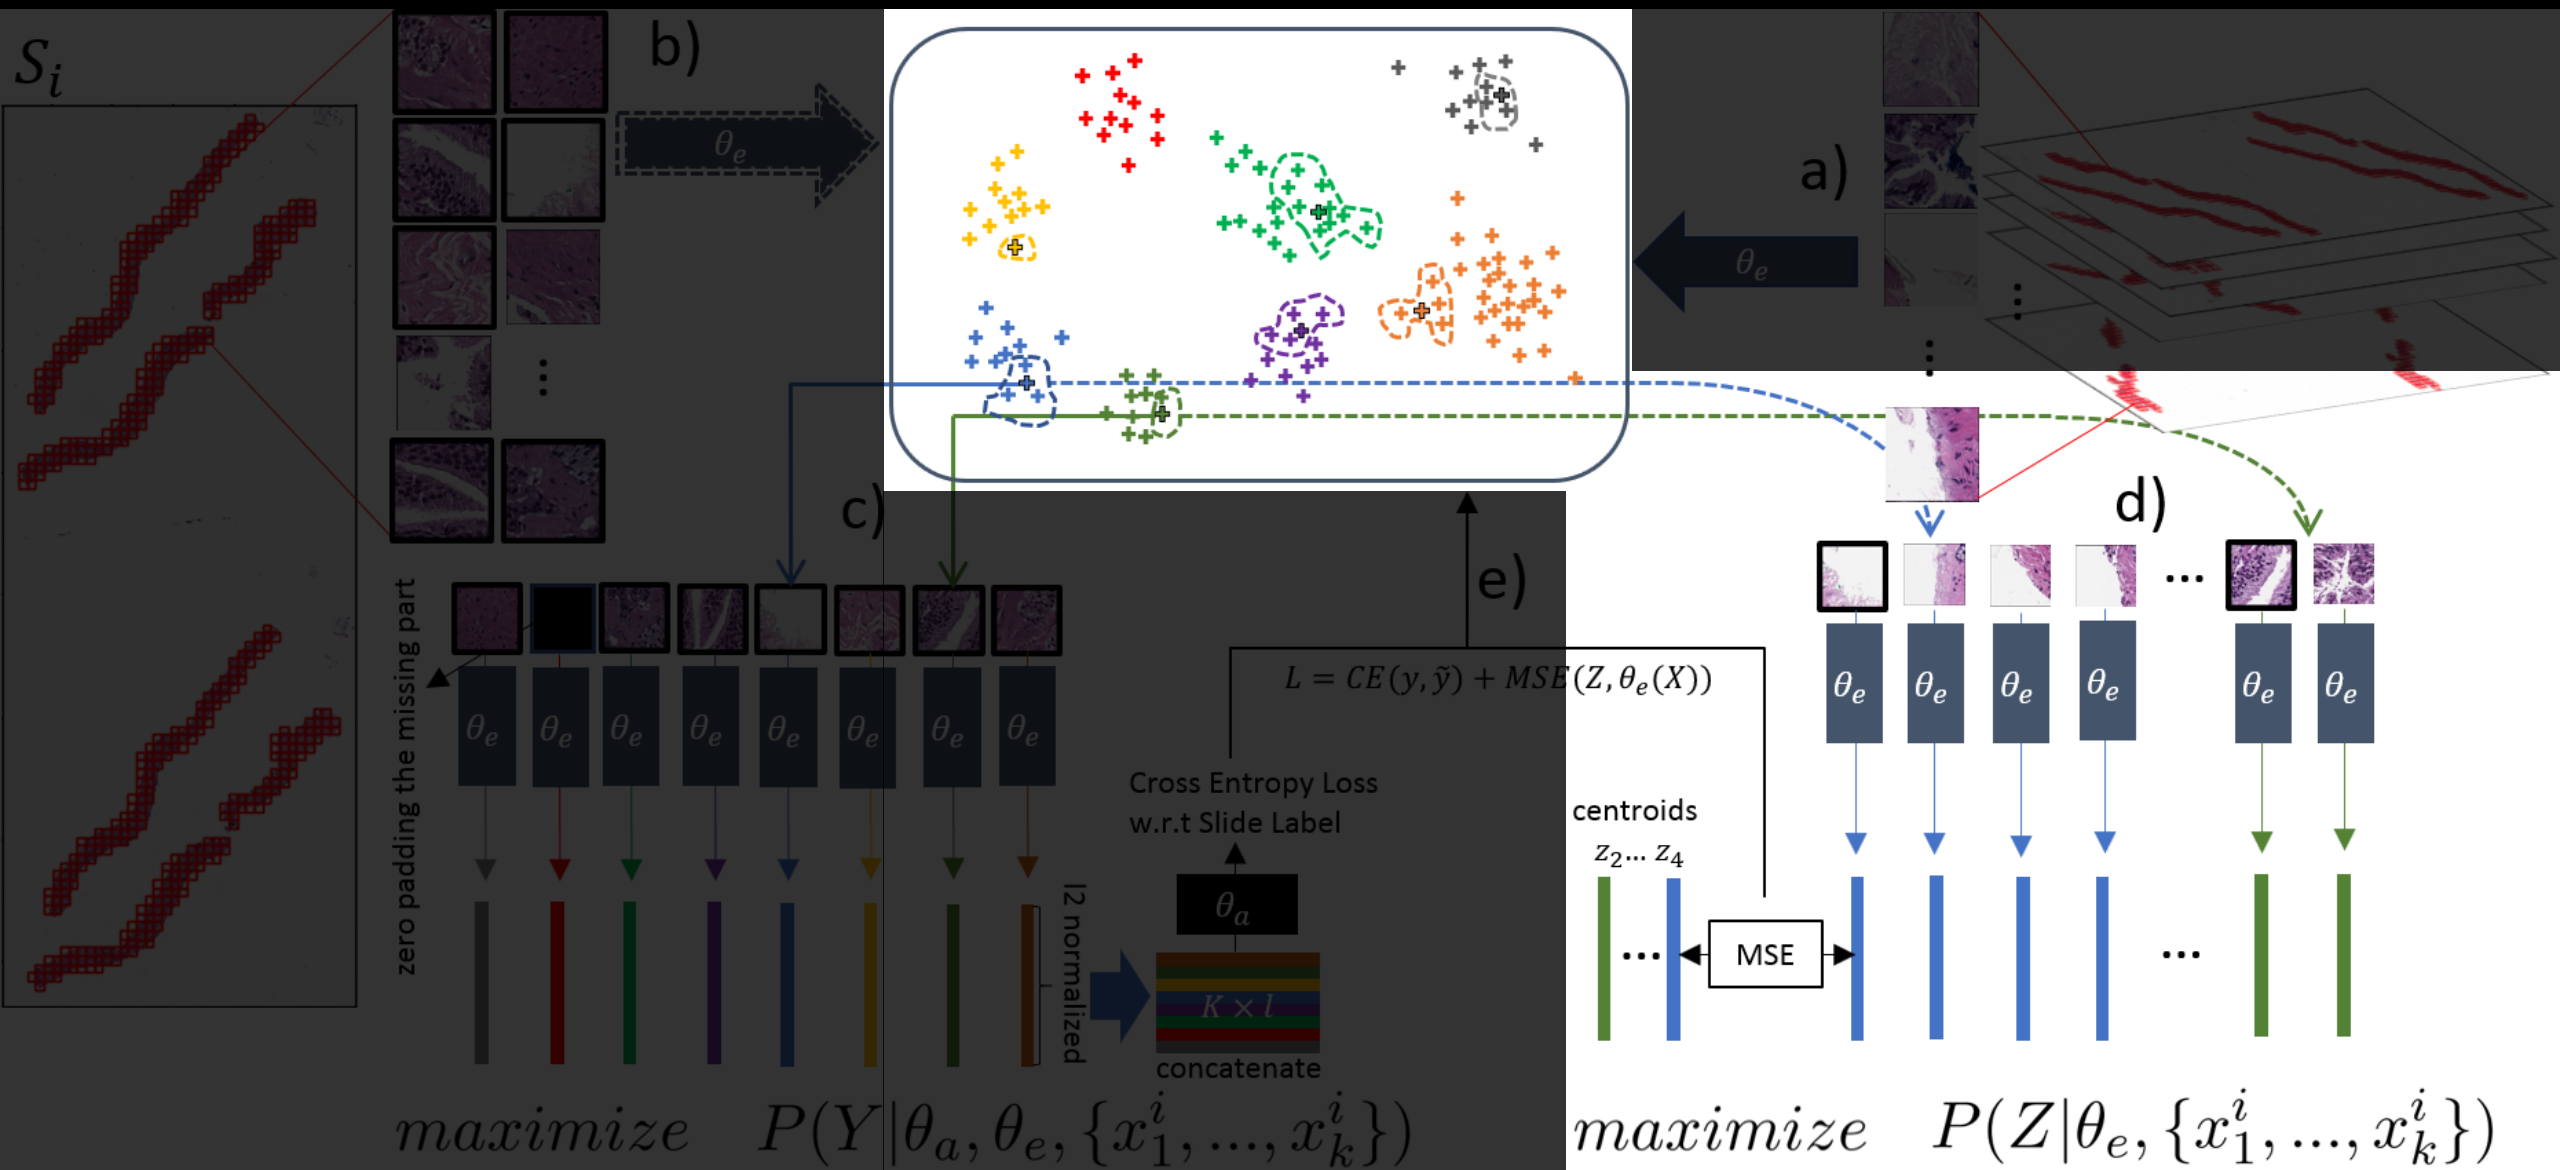 S_i
b)
θ_e
a)
θ_e
c)
d)
e)
zero padding the missing part
θ_e θ_e θ_e θ_e θ_e θ_e θ_e θ_e
L = CE(y, ỹ) + MSE(Z, θ_e(X))
θ_e θ_e θ_e θ_e ... θ_e θ_e
Cross Entropy Loss
w.r.t Slide Label
θ_a
l2 normalized
K × l
concatenate
centroids
z_2... z_4
... MSE ...
maximize P(Y|θ_a, θ_e, {x_1^i, ..., x_k^i})
maximize P(Z|θ_e, {x_1^i, ..., x_k^i})